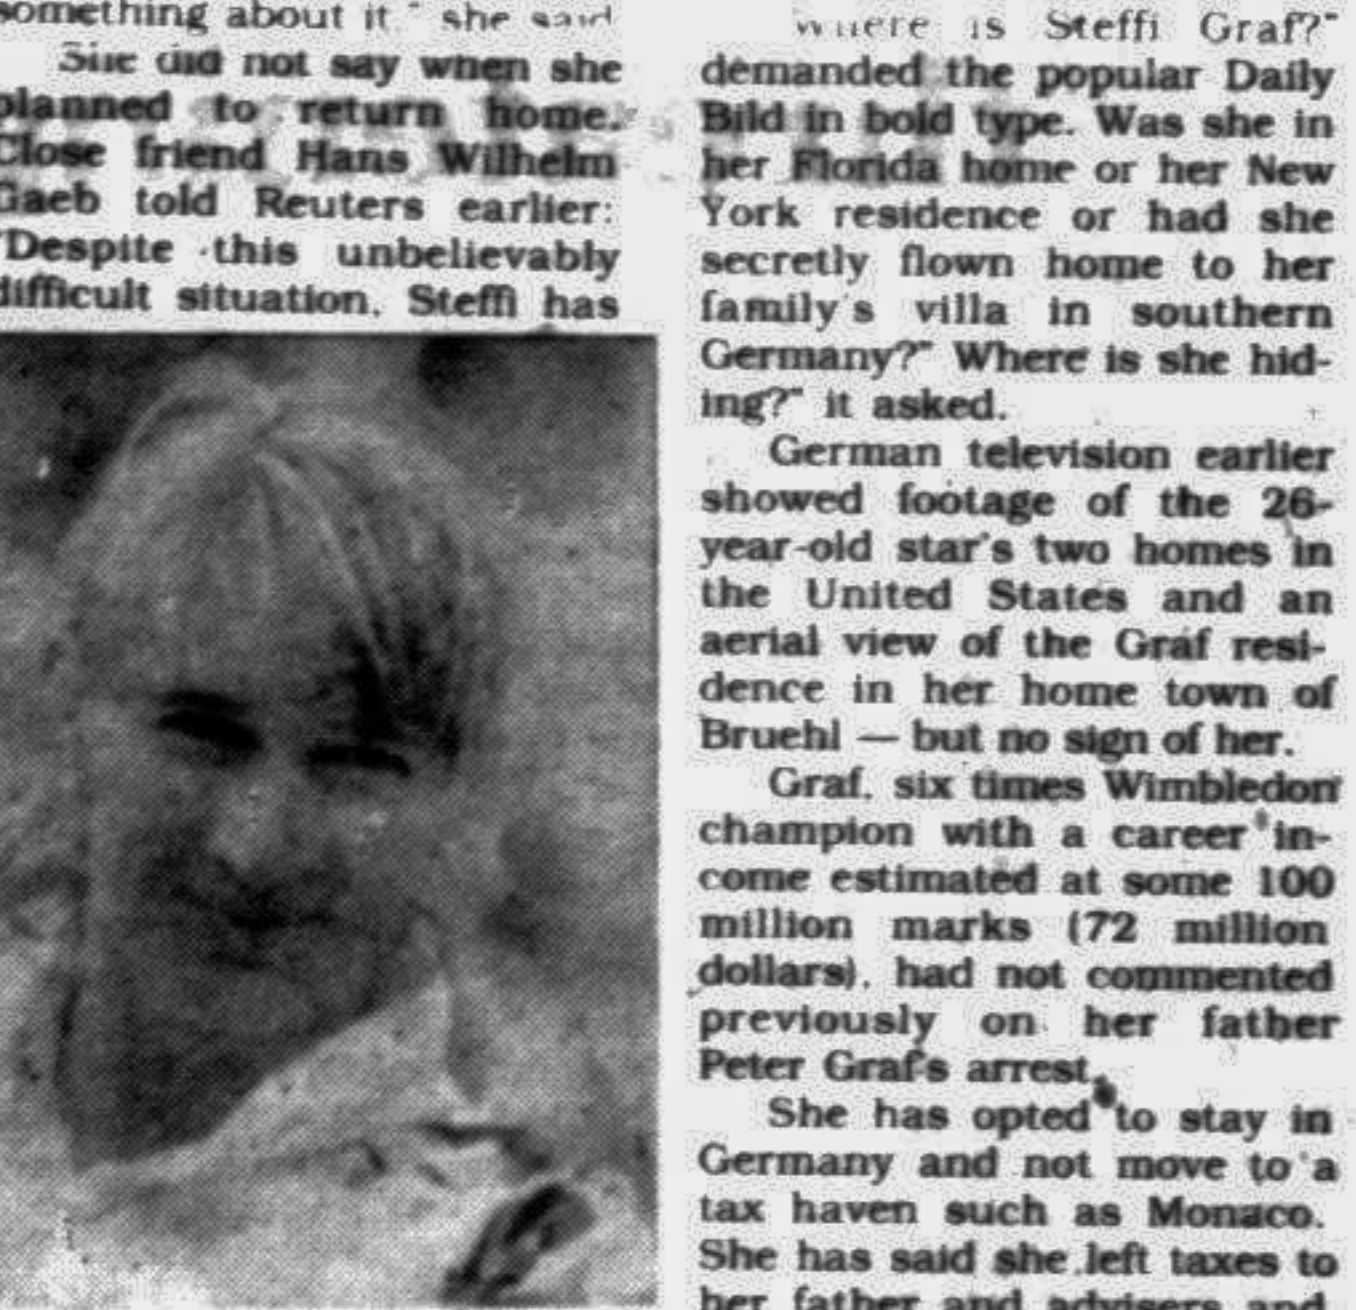 something about it." she said
She did not say when she
planned to return home.
Close friend Hans Wilhelm
Gaeb told Reuters earlier:
"Despite this unbelievably
difficult situation, Steffi has
where is Steffi Graf?"
demanded the popular Daily
Bild in bold type. Was she in
her Florida home or her New
York residence or had she
secretly flown home to her
family's villa in southern
Germany?" Where is she hid-
ing?" it asked.
German television earlier
showed footage of the 26-
year-old star's two homes in
the United States and an
aerial view of the Graf resi-
dence in her home town of
Bruehl — but no sign of her.
Graf, six times Wimbledon
champion with a career in-
come estimated at some 100
million marks (72 million
dollars), had not commented
previously on her father
Peter Graf's arrest.
She has opted to stay in
Germany and not move to a
tax haven such as Monaco.
She has said she left taxes to
her father and advisers and